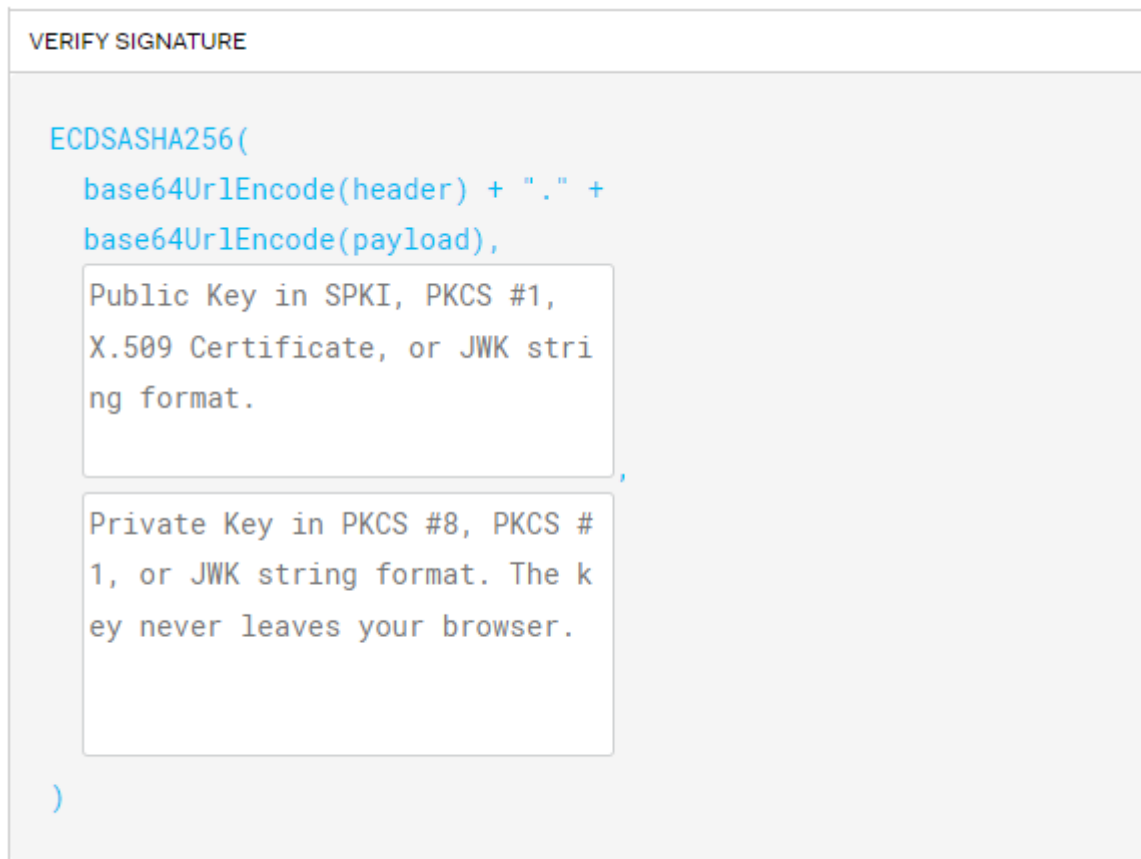 VERIFY SIGNATURE
ECDSASHA256(
base64UrlEncode(header) + "." +
base64UrlEncode(payload),
Public Key in SPKI, PKCS #1,
X.509 Certificate, or JWK stri
ng format.
,
Private Key in PKCS #8, PKCS #
1, or JWK string format. The k
ey never leaves your browser.
)